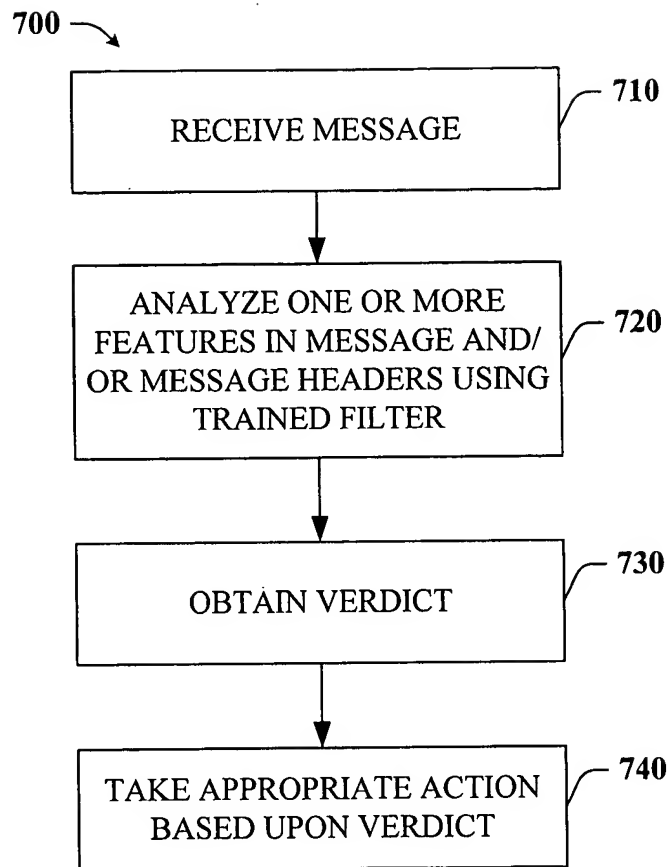 700
710
RECEIVE MESSAGE
ANALYZE ONE OR MORE
FEATURES IN MESSAGE AND/
OR MESSAGE HEADERS USING
TRAINED FILTER
720
730
OBTAIN VERDICT
740
TAKE APPROPRIATE ACTION
BASED UPON VERDICT